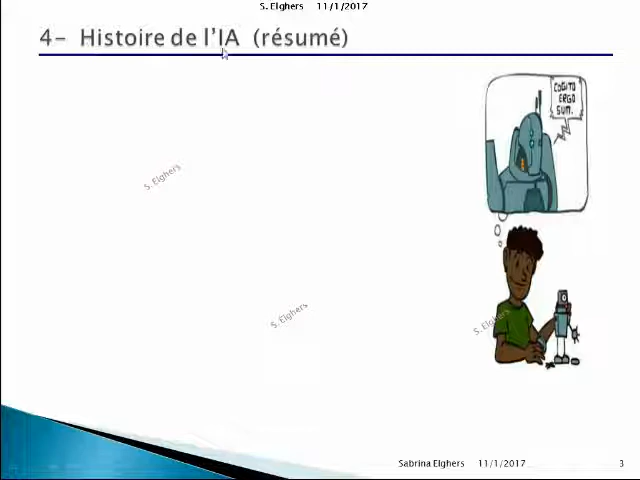 S. Elghers 11/1/2017
4- Histoire de l'IA (résumé)
COGITO
ERGO
SUM.
S. Elghers
S. Elghers
S. Elghers
Sabrina Elghers 11/1/2017 3